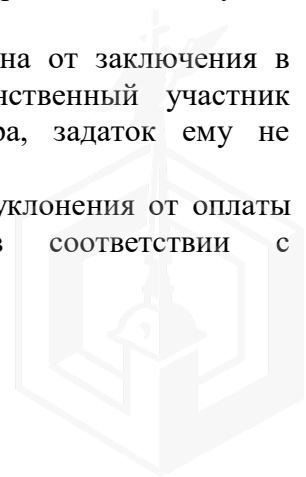 на от заключения в
нственный участник
ра, задаток ему не
уклонения от оплаты
в соответствии с